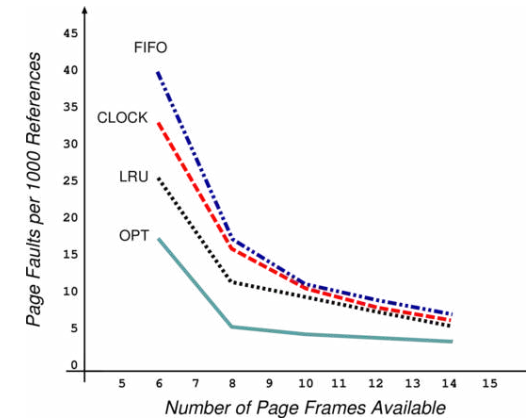 Page Faults per 1000 References
45
40
35
30
25
20
15
10
5
0
FIFO
CLOCK
LRU
OPT
5 6 7 8 9 10 11 12 13 14 15
Number of Page Frames Available